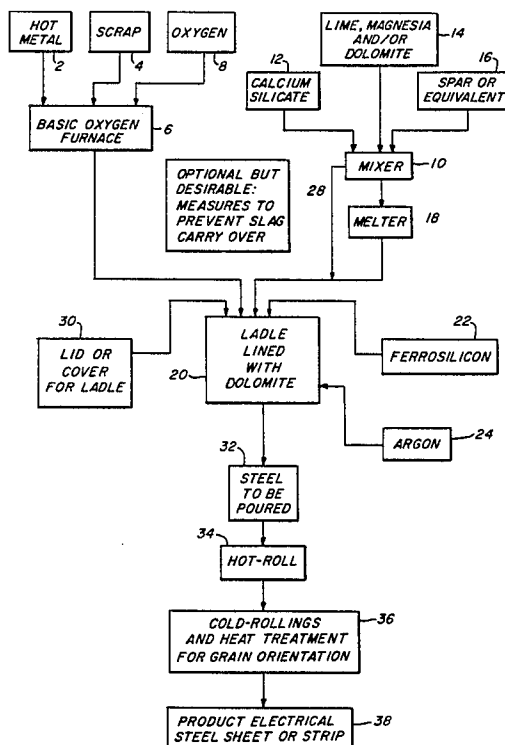 HOT
METAL
2
SCRAP
4
OXYGEN
8
BASIC OXYGEN
FURNACE
6
LIME, MAGNESIA
AND/OR
DOLOMITE
14
12
CALCIUM
SILICATE
16
SPAR OR
EQUIVALENT
MIXER
10
OPTIONAL BUT
DESIRABLE:
MEASURES TO
PREVENT SLAG
CARRY OVER
28
MELTER
18
30
LID OR
COVER
FOR LADLE
LADLE
LINED
WITH
DOLOMITE
20
22
FERROSILICON
ARGON
24
32
STEEL
TO BE
POURED
34
HOT-ROLL
COLD-ROLLINGS
AND HEAT TREATMENT
FOR GRAIN ORIENTATION
36
PRODUCT ELECTRICAL
STEEL SHEET OR STRIP
38